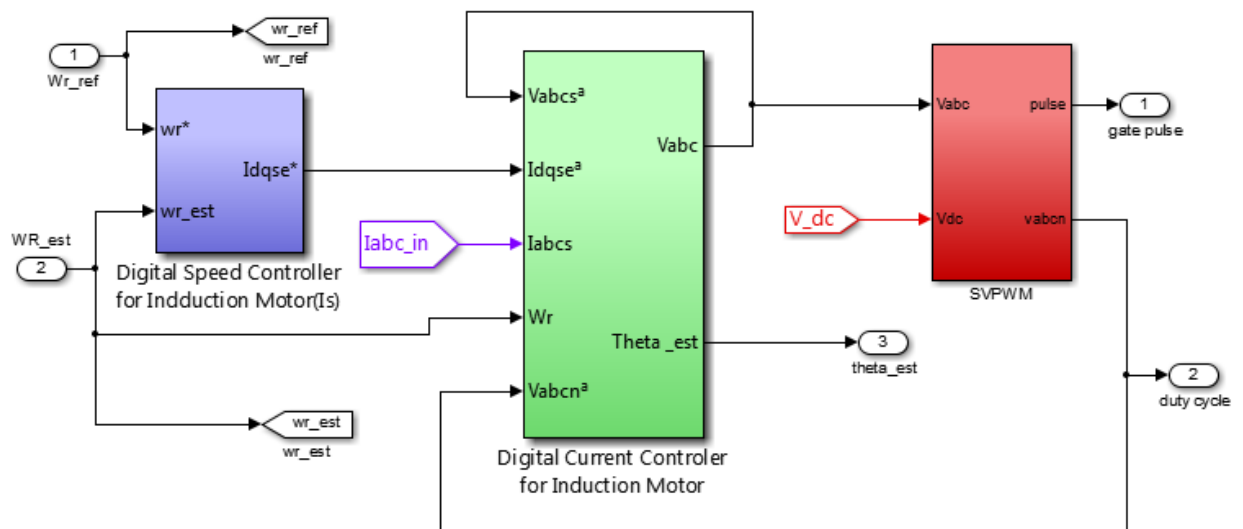 1
Wr_ref
wr_ref
wr_ref
wr*
Idqse*
wr_est
WR_est
2
Digital Speed Controller
for Indduction Motor(Is)
wr_est
wr_est
Iabc_in
Vabcsª
Vabc
Idqseª
Iabcs
Wr
Theta _est
Vabcnª
Digital Current Controler
for Induction Motor
V_dc
Vabc
pulse
Vdc
vabcn
SVPWM
1
gate pulse
3
theta_est
2
duty cycle